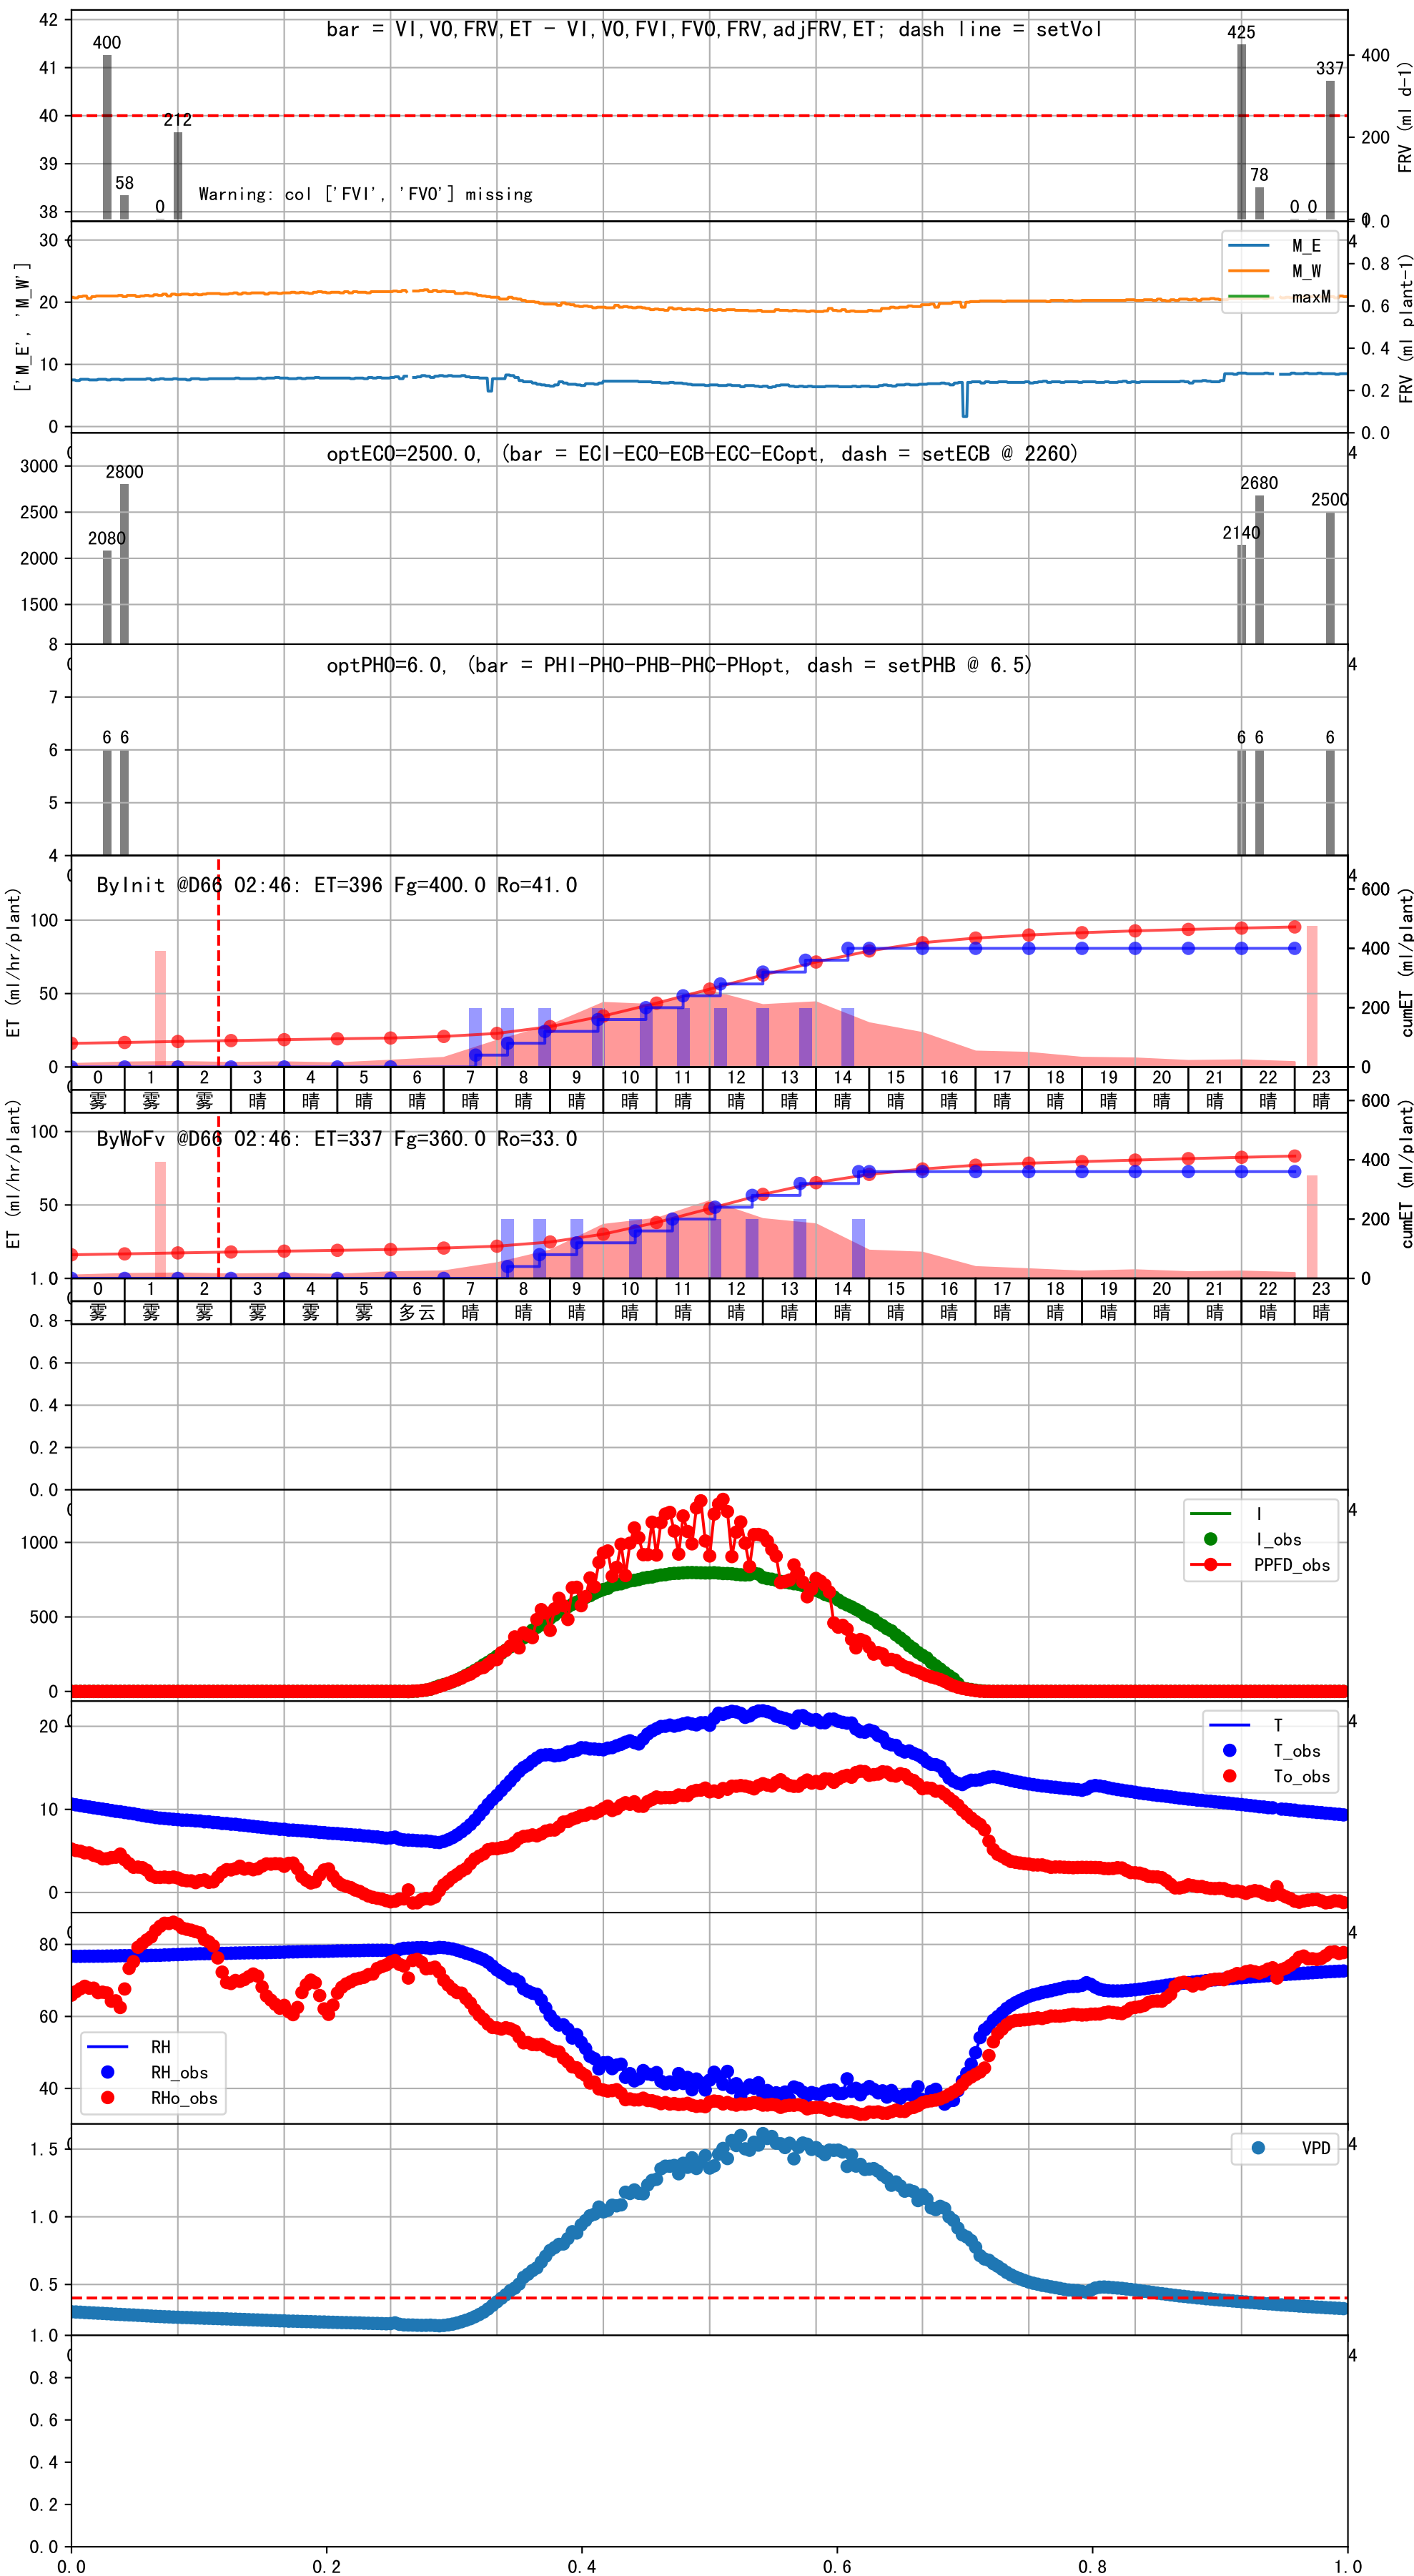 bar = VI,VO,FRV,ET - VI,VO,FVI,FVO,FRV,adjFRV,ET; dash line = setVol
42
41
40
39
38
400
58
0
212
425
78
0 0
337
Warning: col ['FVI', 'FVO'] missing
400
200
0
FRV (ml d-1)
30
20
10
0
['M_E', 'M_W']
M_E
M_W
maxM
1.0
0.8
0.6
0.4
0.2
0.0
FRV (ml plant-1)
optECO=2500.0, (bar = ECI-ECO-ECB-ECC-ECopt, dash = setECB @ 2260)
3000
2500
2000
1500
2080
2800
2140
2680
2500
optPHO=6.0, (bar = PHI-PHO-PHB-PHC-PHopt, dash = setPHB @ 6.5)
8
7
6
5
4
6 6
6 6
6
ByInit @D66 02:46: ET=396 Fg=400.0 Ro=41.0
ET (ml/hr/plant)
100
50
0
600
400
200
0
cumET (ml/plant)
0 1 2 3 4 5 6 7 8 9 10 11 12 13 14 15 16 17 18 19 20 21 22 23
雾 雾 雾 晴 晴 晴 晴 晴 晴 晴 晴 晴 晴 晴 晴 晴 晴 晴 晴 晴 晴 晴 晴 晴
ByWoFv @D66 02:46: ET=337 Fg=360.0 Ro=33.0
ET (ml/hr/plant)
100
50
600
400
200
0
cumET (ml/plant)
0 1 2 3 4 5 6 7 8 9 10 11 12 13 14 15 16 17 18 19 20 21 22 23
雾 雾 雾 雾 雾 雾 多云 晴 晴 晴 晴 晴 晴 晴 晴 晴 晴 晴 晴 晴 晴 晴 晴 晴
1.0
0.8
0.6
0.4
0.2
0.0
1000
500
0
I
I_obs
PPFD_obs
20
10
0
T
T_obs
To_obs
80
60
40
RH
RH_obs
RHo_obs
1.5
1.0
0.5
VPD
1.0
0.8
0.6
0.4
0.2
0.0
0.0 0.2 0.4 0.6 0.8 1.0